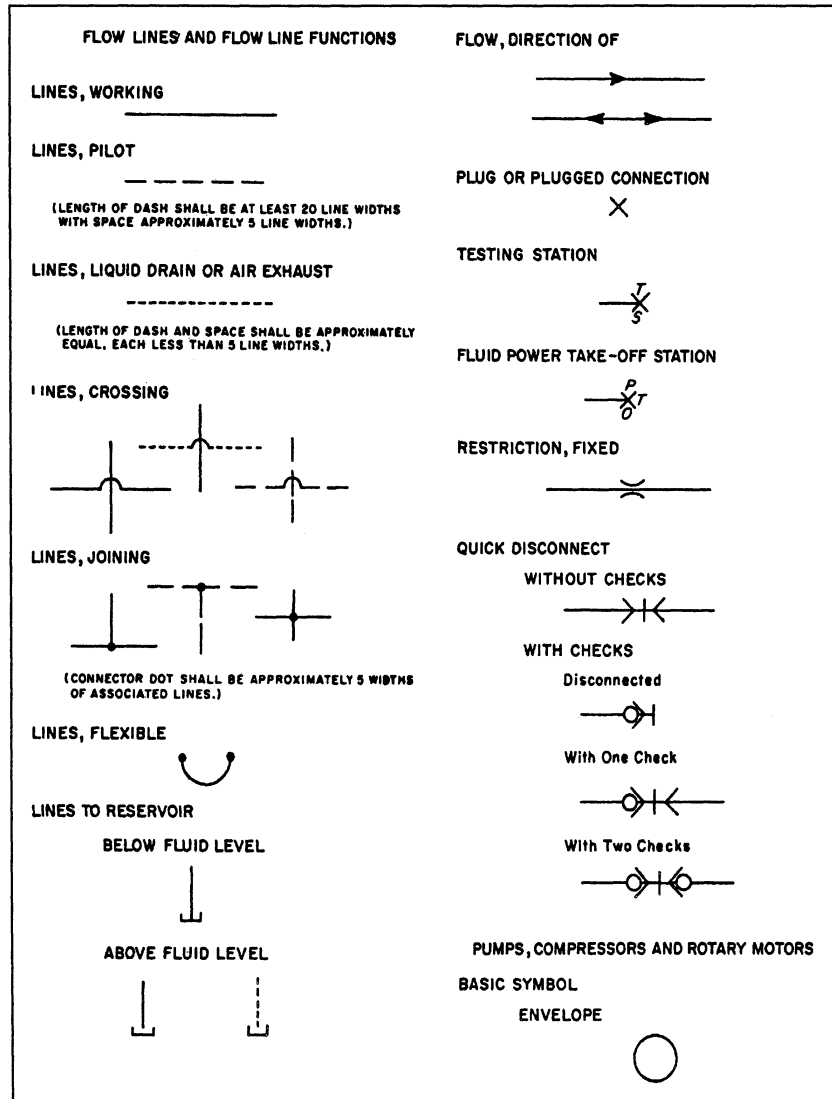 FLOW LINES AND FLOW LINE FUNCTIONS
LINES, WORKING
LINES, PILOT
(LENGTH OF DASH SHALL BE AT LEAST 20 LINE WIDTHS
WITH SPACE APPROXIMATELY 5 LINE WIDTHS.)
LINES, LIQUID DRAIN OR AIR EXHAUST
(LENGTH OF DASH AND SPACE SHALL BE APPROXIMATELY
EQUAL, EACH LESS THAN 5 LINE WIDTHS.)
LINES, CROSSING
LINES, JOINING
(CONNECTOR DOT SHALL BE APPROXIMATELY 5 WIDTHS
OF ASSOCIATED LINES.)
LINES, FLEXIBLE
LINES TO RESERVOIR
BELOW FLUID LEVEL
ABOVE FLUID LEVEL
FLOW, DIRECTION OF
PLUG OR PLUGGED CONNECTION
TESTING STATION
T
S
FLUID POWER TAKE-OFF STATION
P
T
O
RESTRICTION, FIXED
QUICK DISCONNECT
WITHOUT CHECKS
WITH CHECKS
Disconnected
With One Check
With Two Checks
PUMPS, COMPRESSORS AND ROTARY MOTORS
BASIC SYMBOL
ENVELOPE